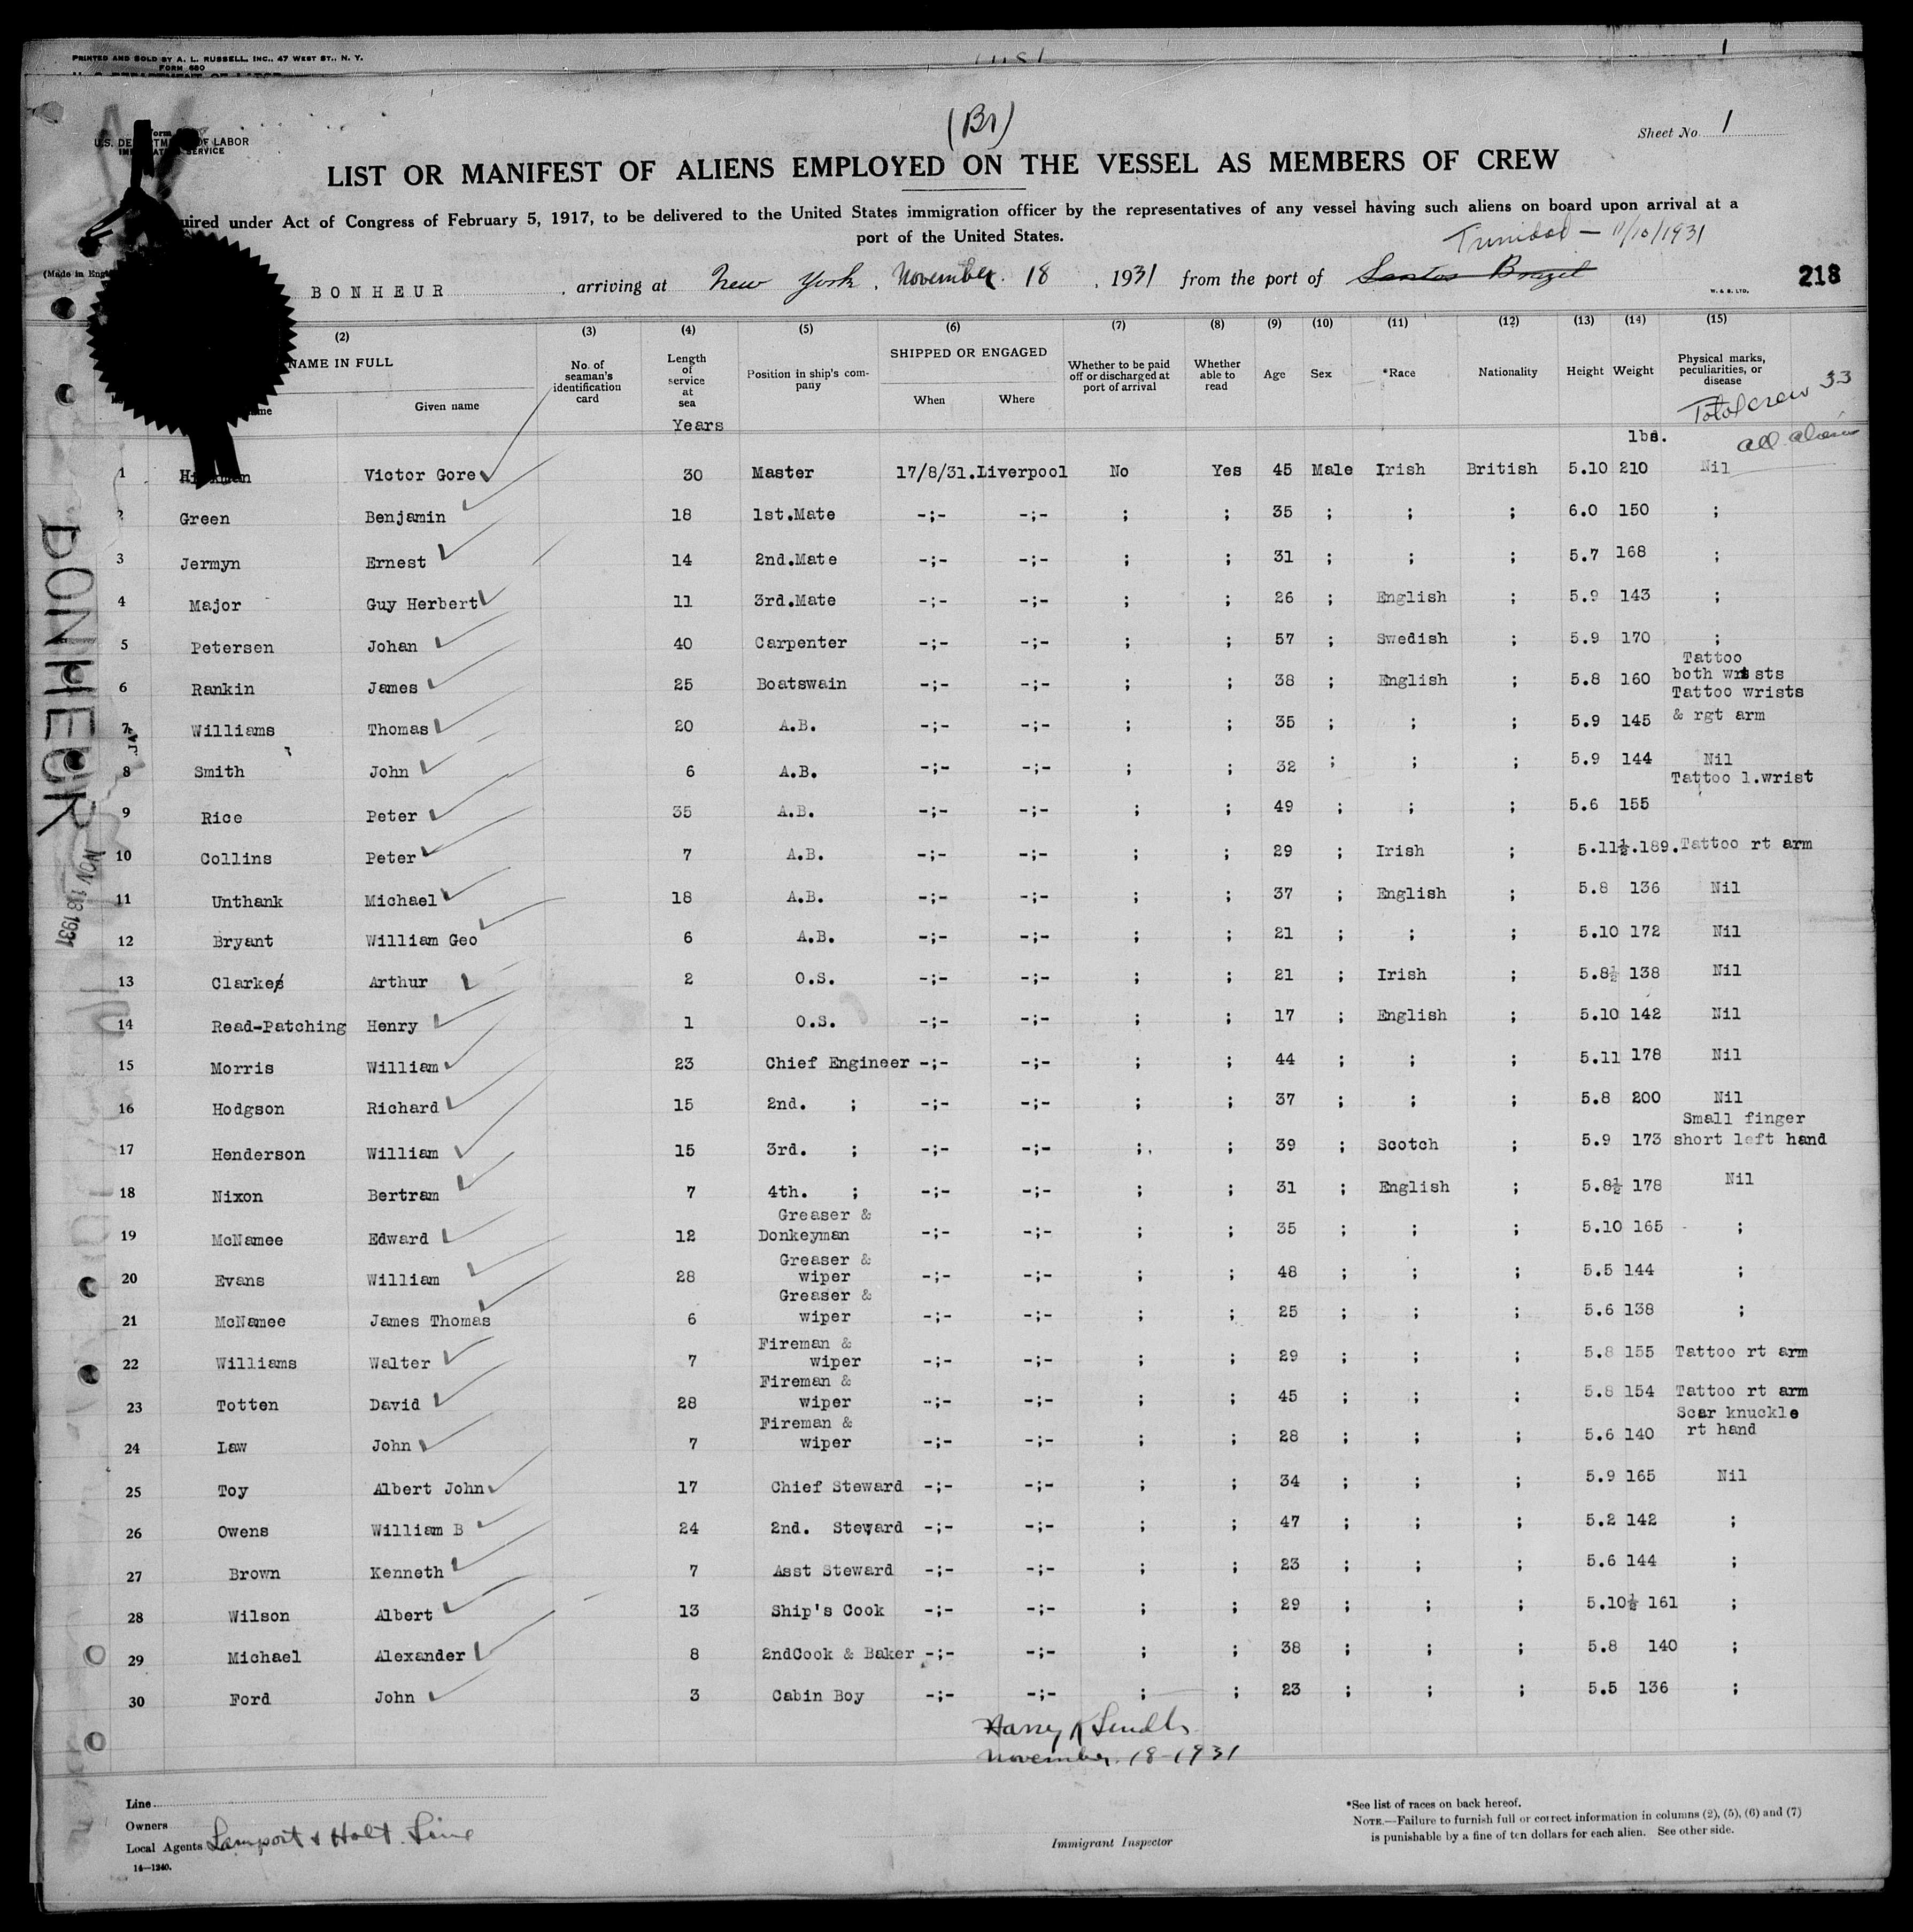 PRINTED AND SOLD BY A. L. RUSSELL, INC., 47 WEST ST., N. Y.
FORM 680
1
(Br)
Sheet No. 1
U.S. DEPARTMENT OF LABOR
IMMIGRATION SERVICE
LIST OR MANIFEST OF ALIENS EMPLOYED ON THE VESSEL AS MEMBERS OF CREW
uired under Act of Congress of February 5, 1917, to be delivered to the United States immigration officer by the representatives of any vessel having such aliens on board upon arrival at a
port of the United States.
Trinidad — 11/10/1931
(Made in Eng
BONHEUR , arriving at New York , November 18 , 1931 from the port of Santos Brazil
218
W. & S. LTD.
(2) (3) (4) (5) (6) (7) (8) (9) (10) (11) (12) (13) (14) (15)
NAME IN FULL
Given name
No. of seaman's identification card
Length of service at sea
Years
Position in ship's company
SHIPPED OR ENGAGED
When Where
Whether to be paid off or discharged at port of arrival
Whether able to read
Age Sex *Race Nationality Height Weight
lbs.
Physical marks, peculiarities, or disease
Total crew 33
all aliens
1 Victor Gore 30 Master 17/8/31. Liverpool No Yes 45 Male Irish British 5.10 210 Nil
2 Green Benjamin 18 1st.Mate -;- -;- ; ; 35 ; ; ; 6.0 150 ;
3 Jermyn Ernest 14 2nd.Mate -;- -;- ; ; 31 ; ; ; 5.7 168 ;
4 Major Guy Herbert 11 3rd.Mate -;- -;- ; ; 26 ; English ; 5.9 143 ;
5 Petersen Johan 40 Carpenter -;- -;- ; ; 57 ; Swedish ; 5.9 170 ;
6 Rankin James 25 Boatswain -;- -;- ; ; 38 ; English ; 5.8 160 Tattoo both wrists
7 Williams Thomas 20 A.B. -;- -;- ; ; 35 ; ; ; 5.9 145 Tattoo wrists & rgt arm
8 Smith John 6 A.B. -;- -;- ; ; 32 ; ; ; 5.9 144 Nil
9 Rice Peter 35 A.B. -;- -;- ; ; 49 ; ; ; 5.6 155 Tattoo l.wrist
10 Collins Peter 7 A.B. -;- -;- ; ; 29 ; Irish ; 5.11½.189. Tattoo rt arm
11 Unthank Michael 18 A.B. -;- -;- ; ; 37 ; English ; 5.8 136 Nil
12 Bryant William Geo 6 A.B. -;- -;- ; ; 21 ; ; ; 5.10 172 Nil
13 Clarke Arthur 2 O.S. -;- -;- ; ; 21 ; Irish ; 5.8½ 138 Nil
14 Read-Patching Henry 1 O.S. -;- -;- ; ; 17 ; English ; 5.10 142 Nil
15 Morris William 23 Chief Engineer -;- -;- ; ; 44 ; ; ; 5.11 178 Nil
16 Hodgson Richard 15 2nd. ; -;- -;- ; ; 37 ; ; ; 5.8 200 Nil
17 Henderson William 15 3rd. ; -;- -;- ; ; 39 ; Scotch ; 5.9 173 Small finger short left hand
18 Nixon Bertram 7 4th. ; -;- -;- ; ; 31 ; English ; 5.8½ 178 Nil
19 McNamee Edward 12 Greaser & Donkeyman -;- -;- ; ; 35 ; ; ; 5.10 165 ;
20 Evans William 28 Greaser & wiper -;- -;- ; ; 48 ; ; ; 5.5 144 ;
21 McNamee James Thomas 6 Greaser & wiper -;- -;- ; ; 25 ; ; ; 5.6 138 ;
22 Williams Walter 7 Fireman & wiper -;- -;- ; ; 29 ; ; ; 5.8 155 Tattoo rt arm
23 Totten David 28 Fireman & wiper -;- -;- ; ; 45 ; ; ; 5.8 154 Tattoo rt arm
24 Law John 7 Fireman & wiper -;- -;- ; ; 28 ; ; ; 5.6 140 Scar knuckle rt hand
25 Toy Albert John 17 Chief Steward -;- -;- ; ; 34 ; ; ; 5.9 165 Nil
26 Owens William B 24 2nd. Steward -;- -;- ; ; 47 ; ; ; 5.2 142 ;
27 Brown Kenneth 7 Asst Steward -;- -;- ; ; 23 ; ; ; 5.6 144 ;
28 Wilson Albert 13 Ship's Cook -;- -;- ; ; 29 ; ; ; 5.10½ 161 ;
29 Michael Alexander 8 2ndCook & Baker -;- -;- ; ; 38 ; ; ; 5.8 140 ;
30 Ford John 3 Cabin Boy -;- -;- ; ; 23 ; ; ; 5.5 136 ;
BONHEUR
NOV 18 1931
Harry
November 18-1931
Line
Owners
Local Agents Lamport & Holt Line
14—1240.
Immigrant Inspector
*See list of races on back hereof.
NOTE.—Failure to furnish full or correct information in columns (2), (5), (6) and (7)
is punishable by a fine of ten dollars for each alien. See other side.